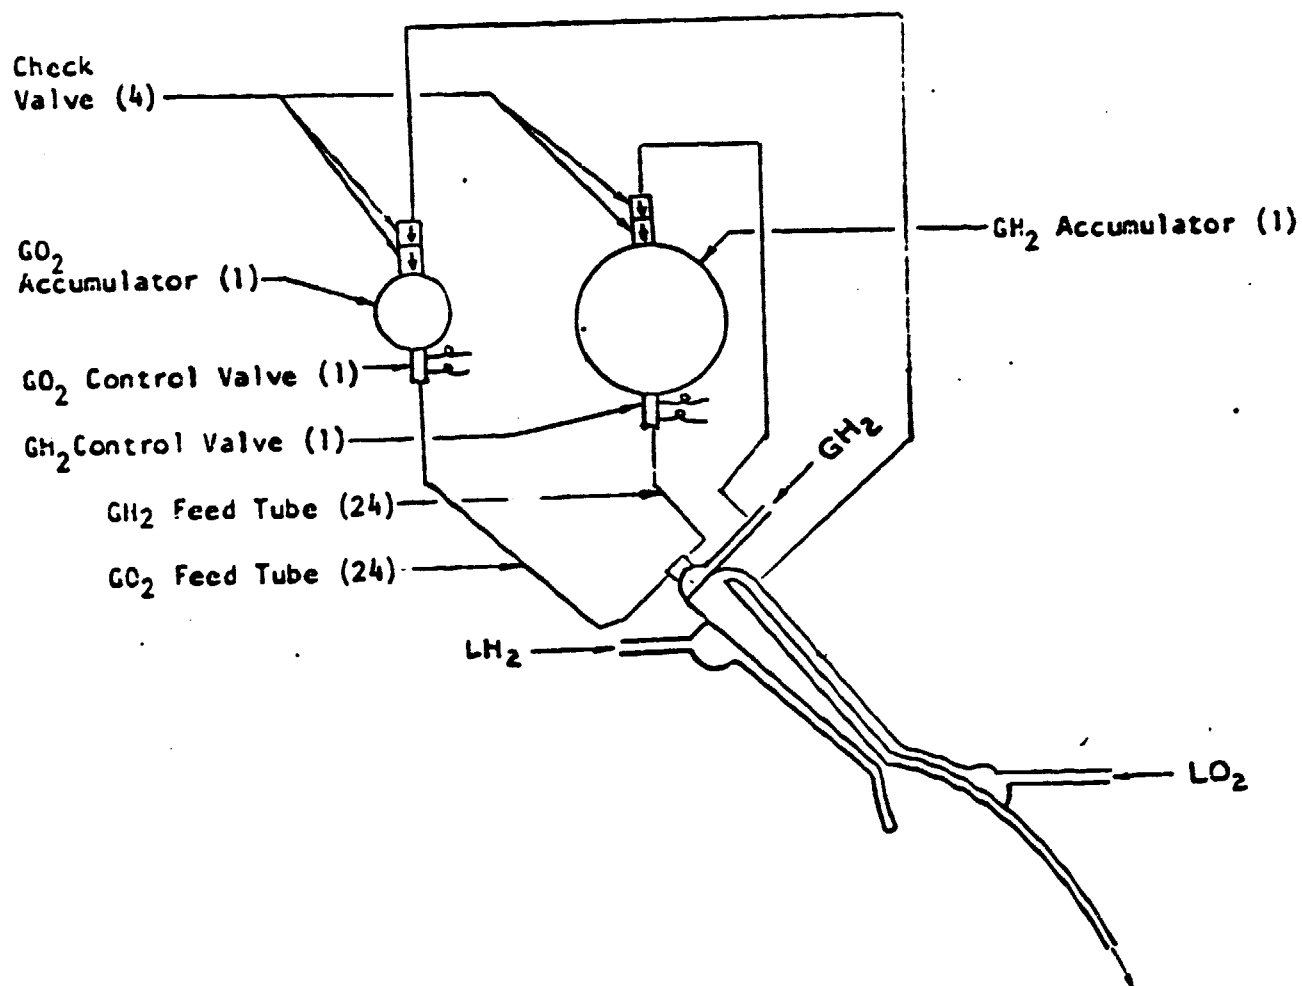 Check
Valve (4)
GO₂
Accumulator (1)
GH₂ Accumulator (1)
GO₂ Control Valve (1)
GH₂ Control Valve (1)
GH₂
GH₂ Feed Tube (24)
GO₂ Feed Tube (24)
LH₂
LO₂